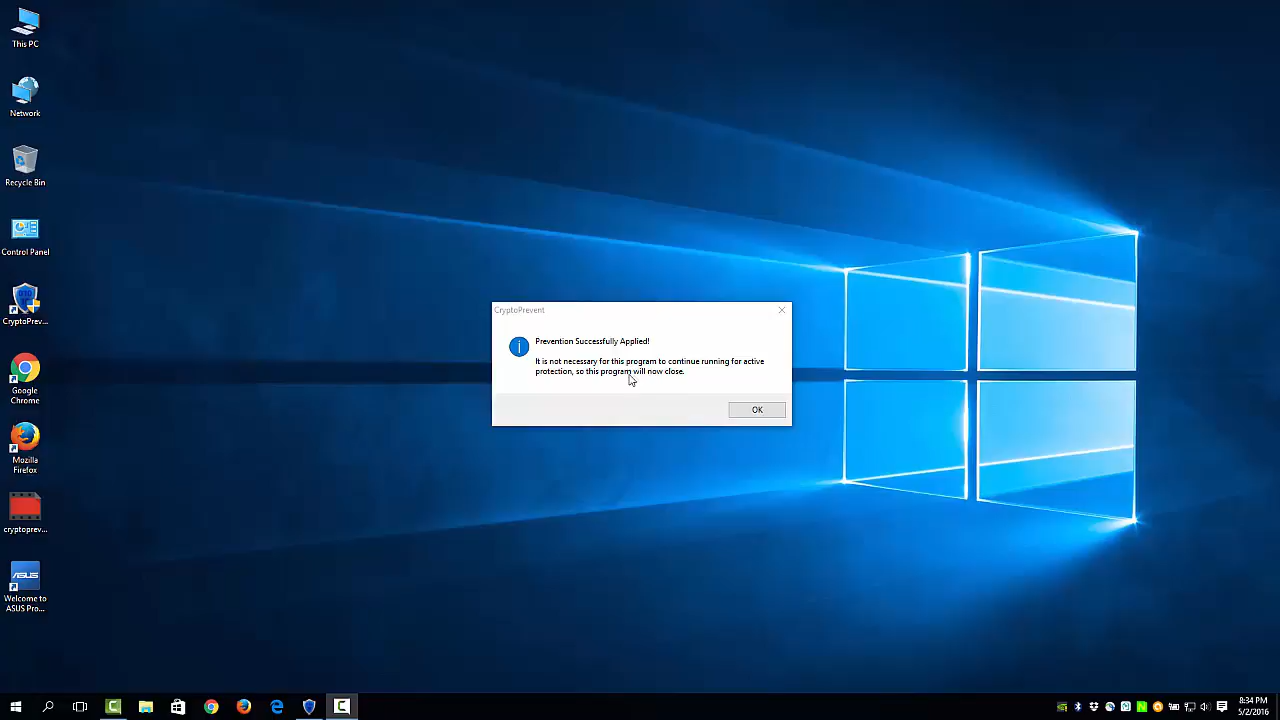 This PC
Network
Recycle Bin
Control Panel
CryptoPrev...
Google
Chrome
Mozilla
Firefox
cryptoprev...
ASUS
Welcome to
ASUS Pro...
CryptoPrevent
Prevention Successfully Applied!
It is not necessary for this program to continue running for active
protection, so this program will now close.
OK
8:34 PM
5/2/2016